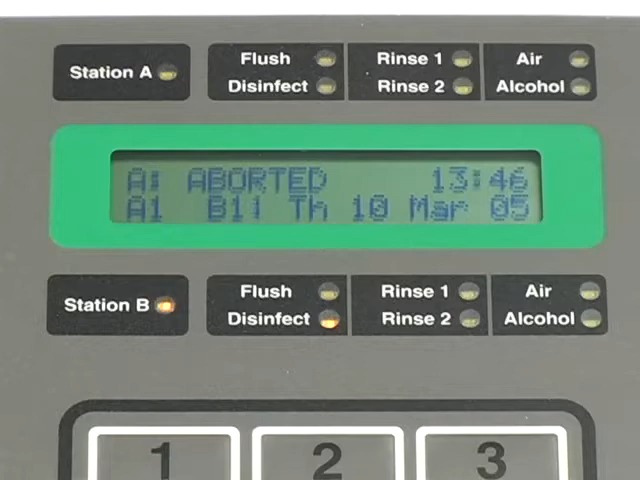 Station A Flush Rinse 1 Air
Disinfect Rinse 2 Alcohol
A: ABORTED 13:46
A1 B1: Th 10 Mar 05
Station B Flush Rinse 1 Air
Disinfect Rinse 2 Alcohol
1 2 3